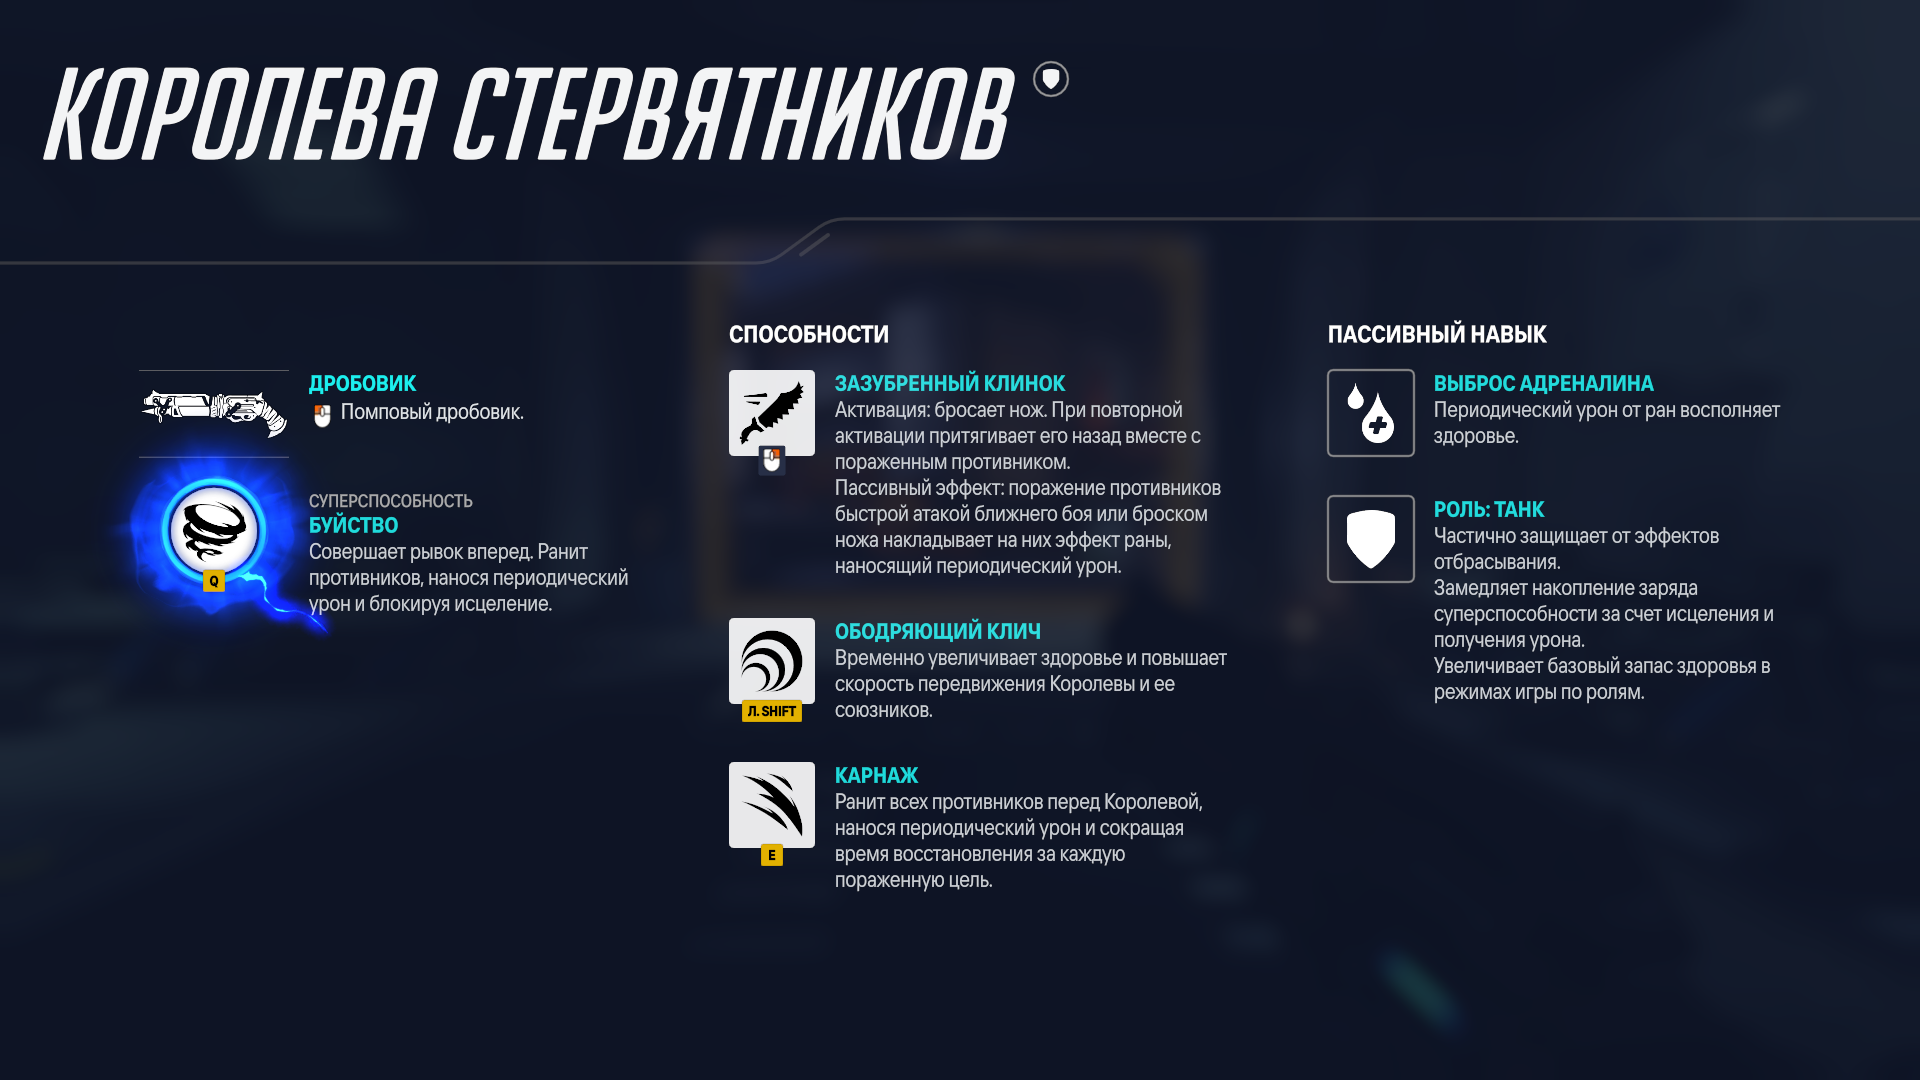 КОРОЛЕВА СТЕРВЯТНИКОВ
ДРОБОВИК
Помповый дробовик.
СУПЕРСПОСОБНОСТЬ
БУЙСТВО
Совершает рывок вперед. Ранит
противников, нанося периодический
урон и блокируя исцеление.
Q
СПОСОБНОСТИ
ЗАЗУБРЕННЫЙ КЛИНОК
Активация: бросает нож. При повторной
активации притягивает его назад вместе с
пораженным противником.
Пассивный эффект: поражение противников
быстрой атакой ближнего боя или броском
ножа накладывает на них эффект раны,
наносящий периодический урон.
ОБОДРЯЮЩИЙ КЛИЧ
Временно увеличивает здоровье и повышает
скорость передвижения Королевы и ее
союзников.
Л. SHIFT
КАРНАЖ
Ранит всех противников перед Королевой,
нанося периодический урон и сокращая
время восстановления за каждую
пораженную цель.
E
ПАССИВНЫЙ НАВЫК
ВЫБРОС АДРЕНАЛИНА
Периодический урон от ран восполняет
здоровье.
РОЛЬ: ТАНК
Частично защищает от эффектов
отбрасывания.
Замедляет накопление заряда
суперспособности за счет исцеления и
получения урона.
Увеличивает базовый запас здоровья в
режимах игры по ролям.